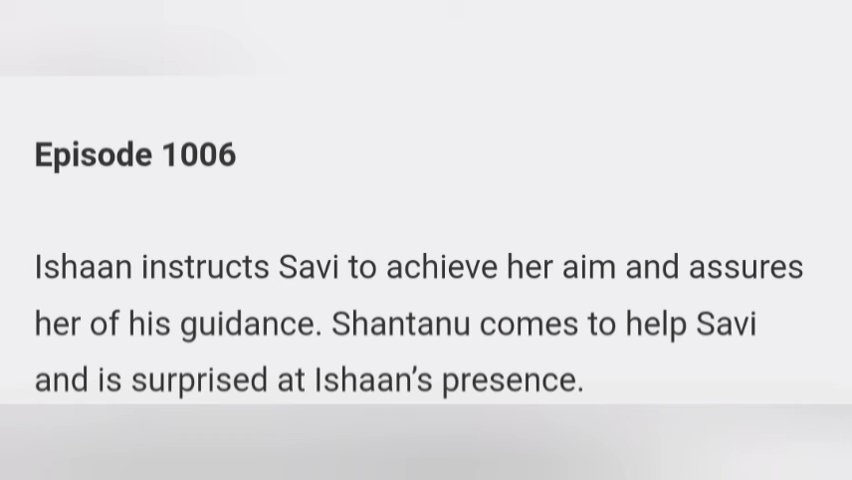 Episode 1006
Ishaan instructs Savi to achieve her aim and assures
her of his guidance. Shantanu comes to help Savi
and is surprised at Ishaan’s presence.